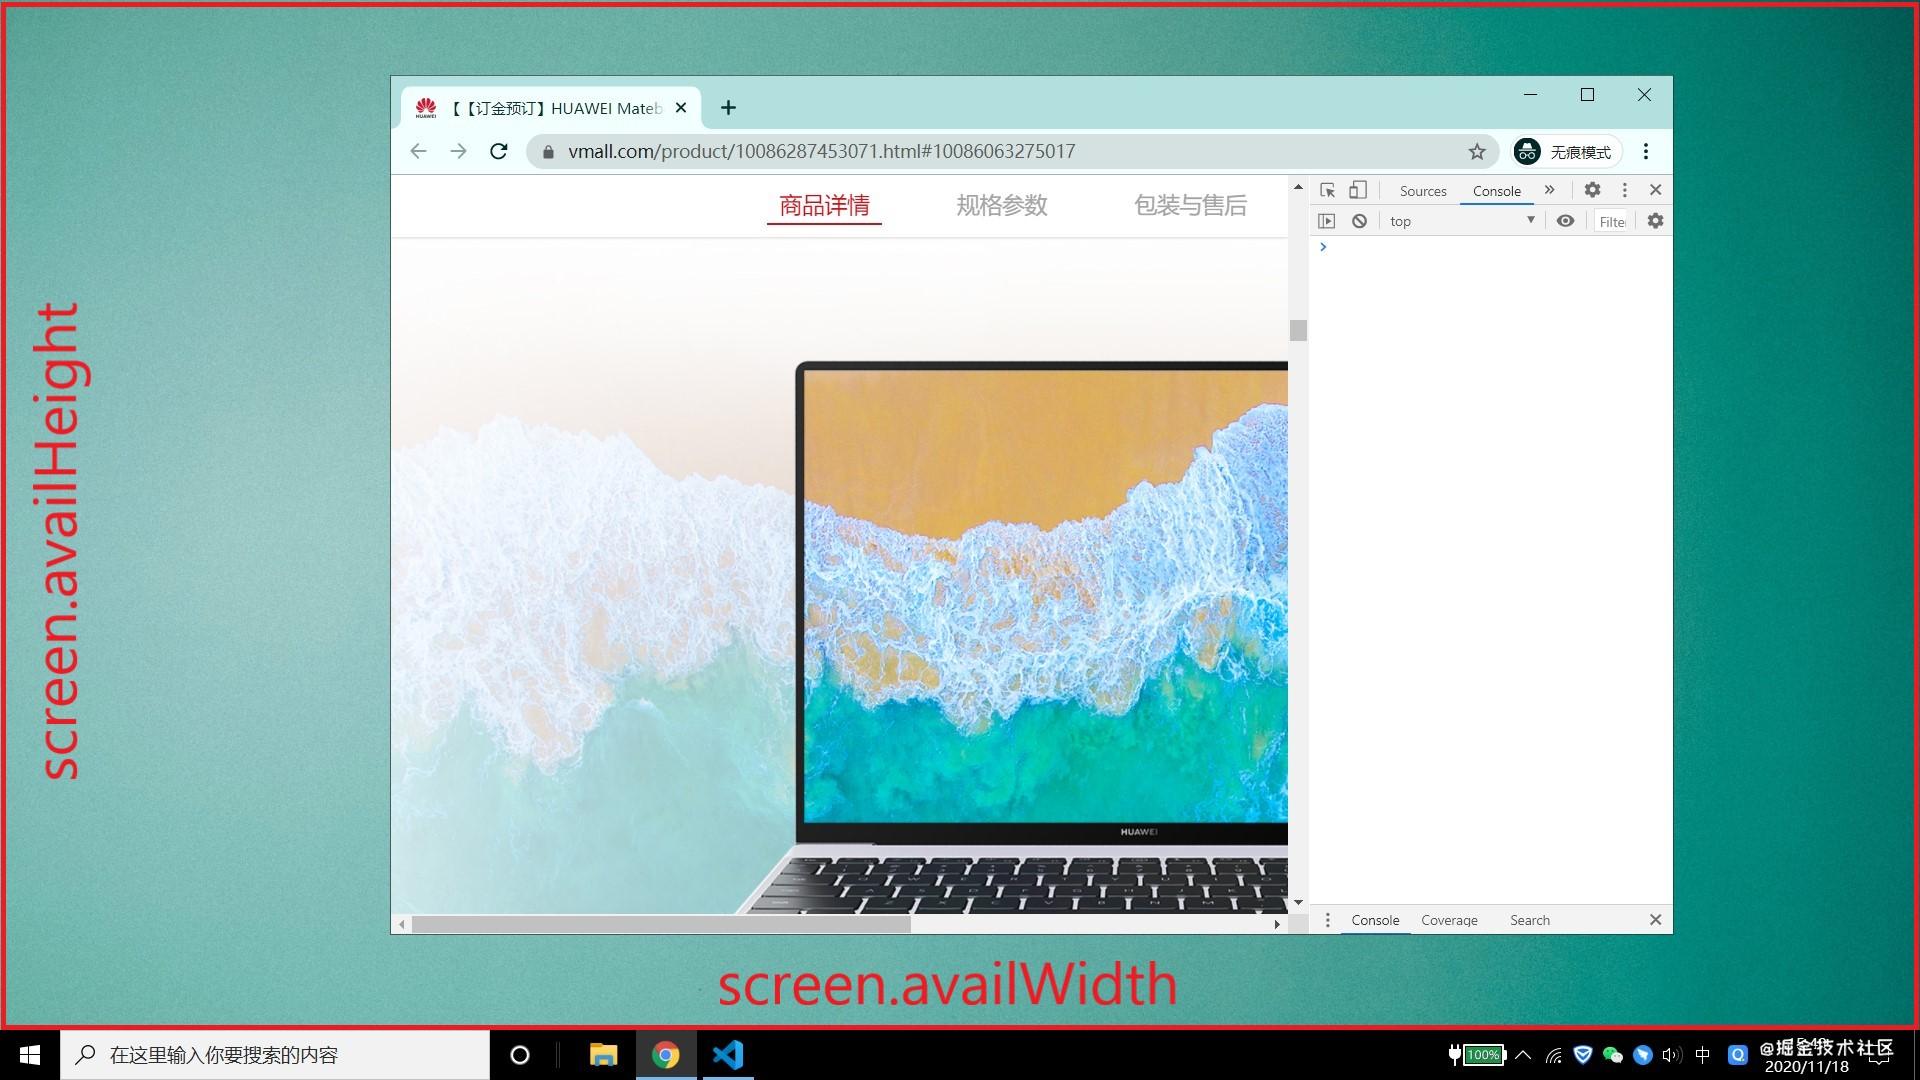 【【订金预订】HUAWEI Mateb
HUAWEI
vmall.com/product/10086287453071.html#10086063275017
无痕模式
商品详情
规格参数
包装与售后
Sources
Console
top
Filte
screen.availHeight
HUAWEI
Console
Coverage
Search
screen.availWidth
在这里输入你要搜索的内容
100%
中
@掘金技术社区
2020/11/18